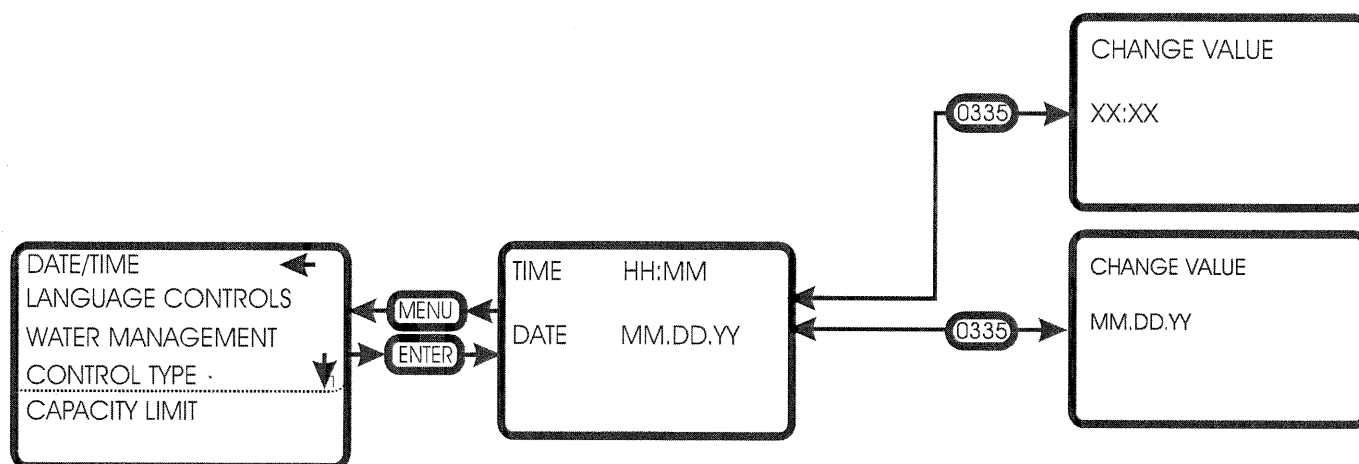 CHANGE VALUE
XX:XX
0335
DATE/TIME
LANGUAGE CONTROLS
WATER MANAGEMENT
CONTROL TYPE
CAPACITY LIMIT
MENU
ENTER
TIME HH:MM
DATE MM.DD.YY
0335
CHANGE VALUE
MM.DD.YY